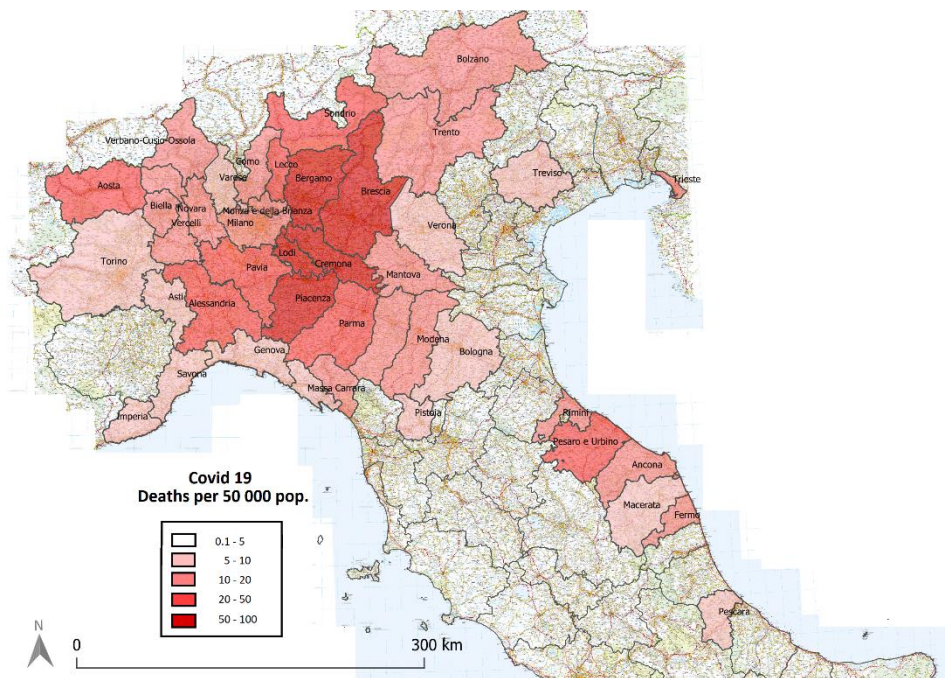 Bolzano
Sondrio
Trento
Verbano-Cusio-Ossola
Como
Lecco
Varese
Bergamo
Treviso
Aosta
Brescia
Trieste
Biella
Novara
Monza e della Brianza
Vercelli
Milano
Verona
Torino
Lodi
Pavia
Cremona
Mantova
Asti
Alessandria
Piacenza
Parma
Modena
Genova
Bologna
Savona
Massa Carrara
Imperia
Pistoia
Rimini
Pesaro e Urbino
Ancona
Macerata
Fermo
Pescara
Covid 19
Deaths per 50 000 pop.
0.1 - 5
5 - 10
10 - 20
20 - 50
50 - 100
N
0
300 km